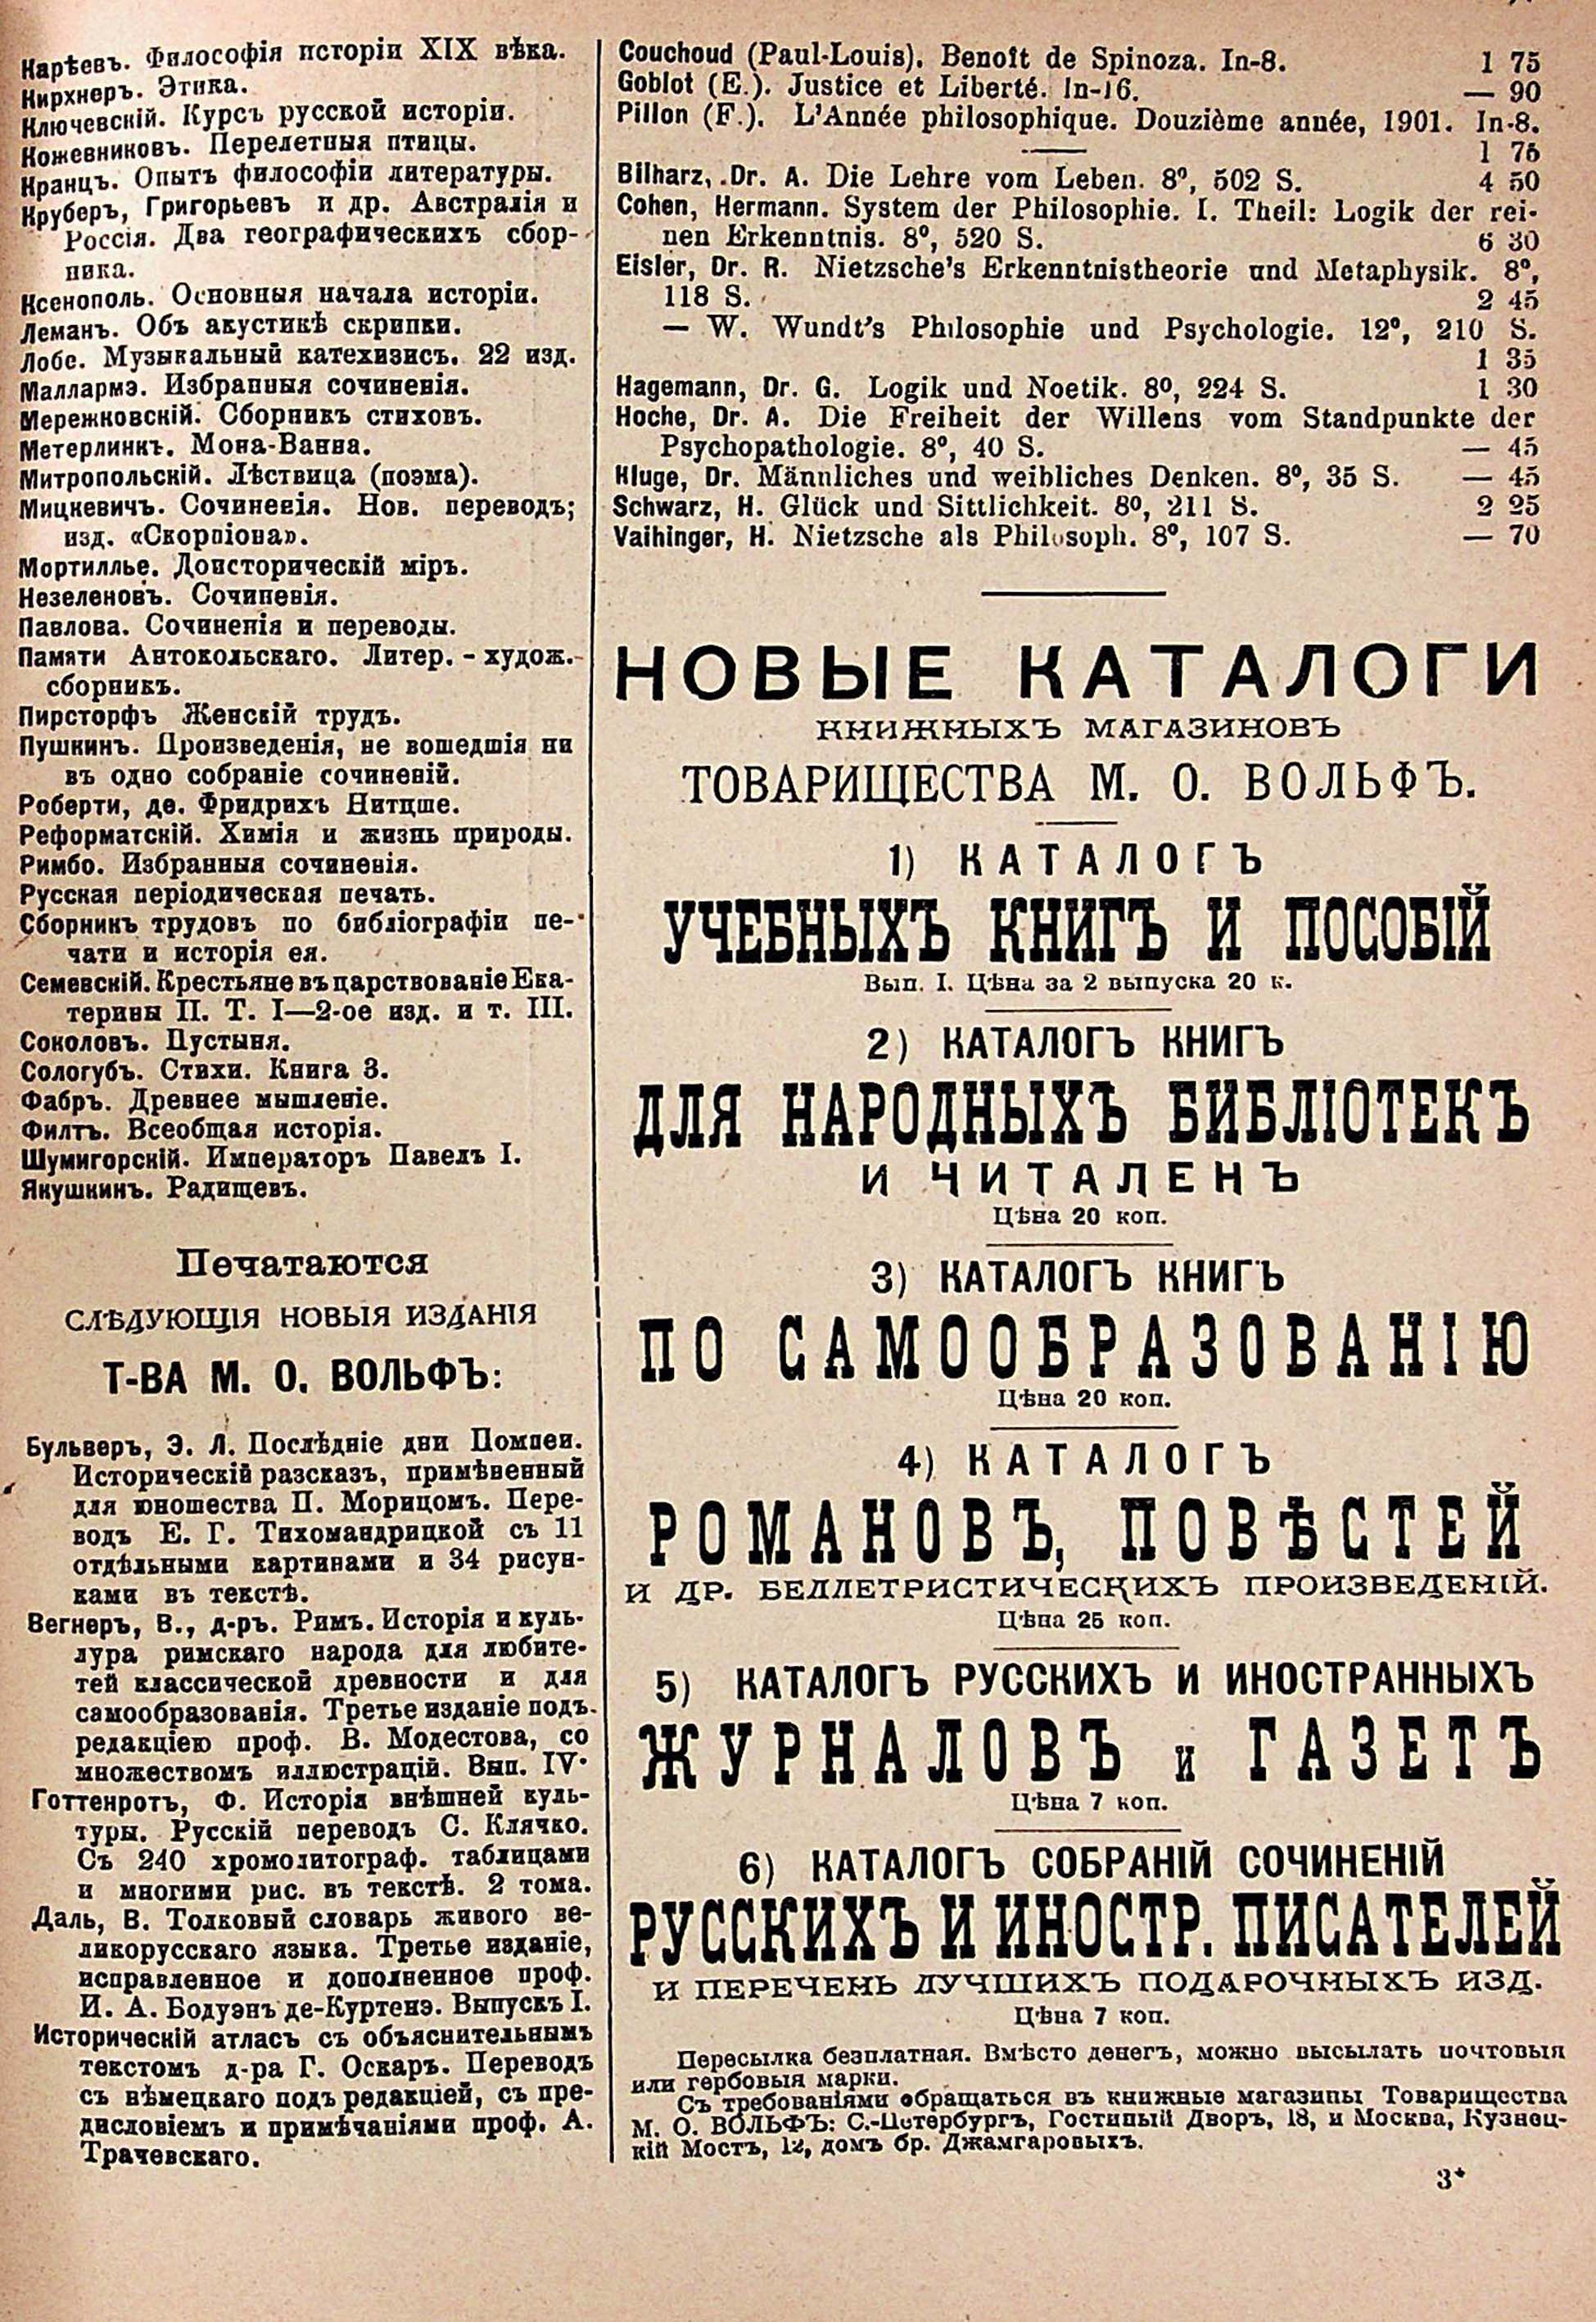 Карѣевъ. Философія исторіи XIX вѣка.
Кирхнеръ. Этика.
Ключевскій. Курсъ русской исторіи.
Кожевниковъ. Перелетныя птицы.
Кранцъ. Опытъ философіи литературы.
Круберъ, Григорьевъ и др. Австралія и
Россія. Два географическихъ сбор-
ника.
Ксенополь. Основныя начала исторіи.
Леманъ. Объ акустикѣ скрипки.
Лобе. Музыкальный катехизисъ. 22 изд.
Маллармэ. Избранныя сочиненія.
Мережковскій. Сборникъ стиховъ.
Метерлинкъ. Мона-Ванна.
Митропольскій. Лѣствица (поэма).
Мицкевичъ. Сочиненія. Нов. переводъ;
изд. «Скорпіона».
Мортиллье. Доисторическій міръ.
Незеленовъ. Сочиненія.
Павлова. Сочиненія и переводы.
Памяти Антокольскаго. Литер.-худож.-
сборникъ.
Пирсторфъ Женскій трудъ.
Пушкинъ. Произведенія, не вошедшія ни
въ одно собраніе сочиненій.
Роберти, де. Фридрихъ Нитцше.
Реформатскій. Химія и жизнь природы.
Римбо. Избранныя сочиненія.
Русская періодическая печать.
Сборникъ трудовъ по библіографіи пе-
чати и исторія ея.
Семевскій. Крестьяне въ царствованіе Ека-
терины II. Т. I—2-ое изд. и т. III.
Соколовъ. Пустыня.
Сологубъ. Стихи. Книга 3.
Фабръ. Древнее мышленіе.
Филтъ. Всеобщая исторія.
Шумигорскій. Императоръ Павелъ I.
Якушкинъ. Радищевъ.
Печатаются
СЛѢДУЮЩІЯ НОВЫЯ ИЗДАНІЯ
Т-ВА М. О. ВОЛЬФЪ:
Бульверъ, Э. Л. Послѣдніе дни Помпеи.
Историческій разсказъ, примѣненный
для юношества П. Морицомъ. Пере-
водъ Е. Г. Тихомандрицкой съ 11
отдѣльными картинами и 34 рисун-
ками въ текстѣ.
Вегнеръ, В., д-ръ. Римъ. Исторія и куль-
лура римскаго народа для любите-
тей классической древности и для
самообразованія. Третье изданіе подъ
редакціею проф. В. Модестова, со
множествомъ иллюстрацій. Вып. IV.
Готтенротъ, Ф. Исторія внѣшней куль-
туры. Русскій переводъ С. Клячко.
Съ 240 хромолитограф. таблицами
и многими рис. въ текстѣ. 2 тома.
Даль, В. Толковый словарь живого ве-
ликорусскаго языка. Третье изданіе,
исправленное и дополненное проф.
И. А. Бодуэнъ де-Куртенэ. Выпускъ I.
Историческій атласъ съ объяснительнымъ
текстомъ д-ра Г. Оскаръ. Переводъ
съ нѣмецкаго подъ редакціей, съ пре-
дисловіемъ и примѣчаніями проф. А.
Трачевскаго.
Couchoud (Paul-Louis). Benoît de Spinoza. In-8. 1 75
Goblot (E.). Justice et Liberté. In-16. — 90
Pillon (F.). L'Année philosophique. Douzième année, 1901. In-8.
1 75
Bilharz, Dr. A. Die Lehre vom Leben. 8º, 502 S. 4 50
Cohen, Hermann. System der Philosophie. I. Theil: Logik der rei-
nen Erkenntnis. 8º, 520 S. 6 30
Eisler, Dr. R. Nietzsche's Erkenntnistheorie und Metaphysik. 8º,
118 S. 2 45
— W. Wundt's Philosophie und Psychologie. 12º, 210 S.
1 35
Hagemann, Dr. G. Logik und Noetik. 8º, 224 S. 1 30
Hoche, Dr. A. Die Freiheit der Willens vom Standpunkte der
Psychopathologie. 8º, 40 S. — 45
Kluge, Dr. Männliches und weibliches Denken. 8º, 35 S. — 45
Schwarz, H. Glück und Sittlichkeit. 8º, 211 S. 2 25
Vaihinger, H. Nietzsche als Philosoph. 8º, 107 S. — 70
НОВЫЕ КАТАЛОГИ
КНИЖНЫХЪ МАГАЗИНОВЪ
ТОВАРИЩЕСТВА М. О. ВОЛЬФЪ.
1) КАТАЛОГЪ
УЧЕБНЫХЪ КНИГЪ И ПОСОБІЙ
Вып. I. Цѣна за 2 выпуска 20 к.
2) КАТАЛОГЪ КНИГЪ
ДЛЯ НАРОДНЫХЪ БИБЛІОТЕКЪ
И ЧИТАЛЕНЪ
Цѣна 20 коп.
3) КАТАЛОГЪ КНИГЪ
ПО САМООБРАЗОВАНІЮ
Цѣна 20 коп.
4) КАТАЛОГЪ
РОМАНОВЪ, ПОВѢСТЕЙ
И ДР. БЕЛЛЕТРИСТИЧЕСКИХЪ ПРОИЗВЕДЕНІЙ.
Цѣна 25 коп.
5) КАТАЛОГЪ РУССКИХЪ И ИНОСТРАННЫХЪ
ЖУРНАЛОВЪ и ГАЗЕТЪ
Цѣна 7 коп.
6) КАТАЛОГЪ СОБРАНІЙ СОЧИНЕНІЙ
РУССКИХЪ И ИНОСТР. ПИСАТЕЛЕЙ
И ПЕРЕЧЕНЬ ЛУЧШИХЪ ПОДАРОЧНЫХЪ ИЗД.
Цѣна 7 коп.
Пересылка безплатная. Вмѣсто денегъ, можно высылать почтовыя
или гербовыя марки.
Съ требованіями обращаться въ книжные магазины Товарищества
М. О. ВОЛЬФЪ: С.-Петербургъ, Гостиный Дворъ, 18, и Москва, Кузнец-
кій Мостъ, 12, домъ бр. Джамгаровыхъ.
3*